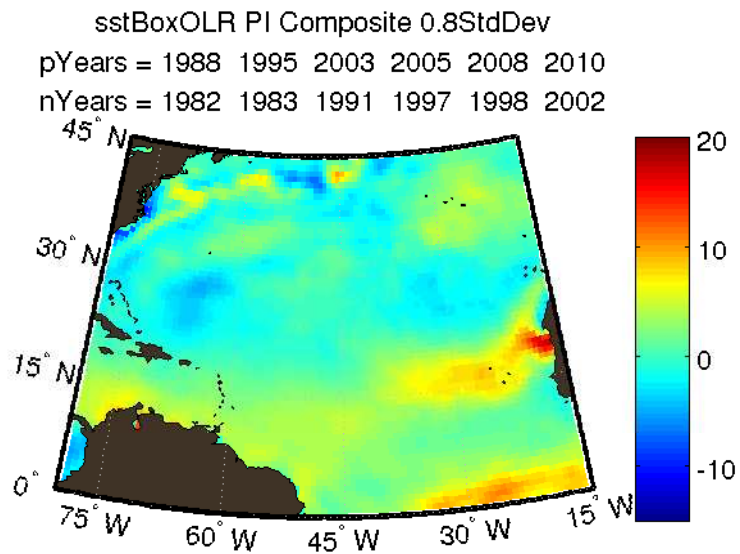 sstBoxOLR PI Composite 0.8StdDev
pYears = 1988 1995 2003 2005 2008 2010
nYears = 1982 1983 1991 1997 1998 2002
45° N
30° N
15° N
0°
75° W
60° W
45° W
30° W
15° W
20
10
0
-10